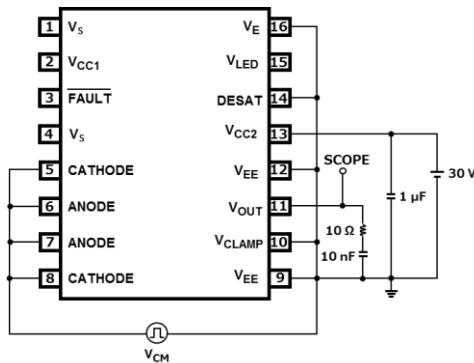 1 VS VE 16
2 VCC1 VLED 15
3 FAULT DESAT 14
4 VS VCC2 13
SCOPE
30 V
5 CATHODE VEE 12
1 µF
6 ANODE VOUT 11
10 Ω
7 ANODE VCLAMP 10
10 nF
8 CATHODE VEE 9
VCM